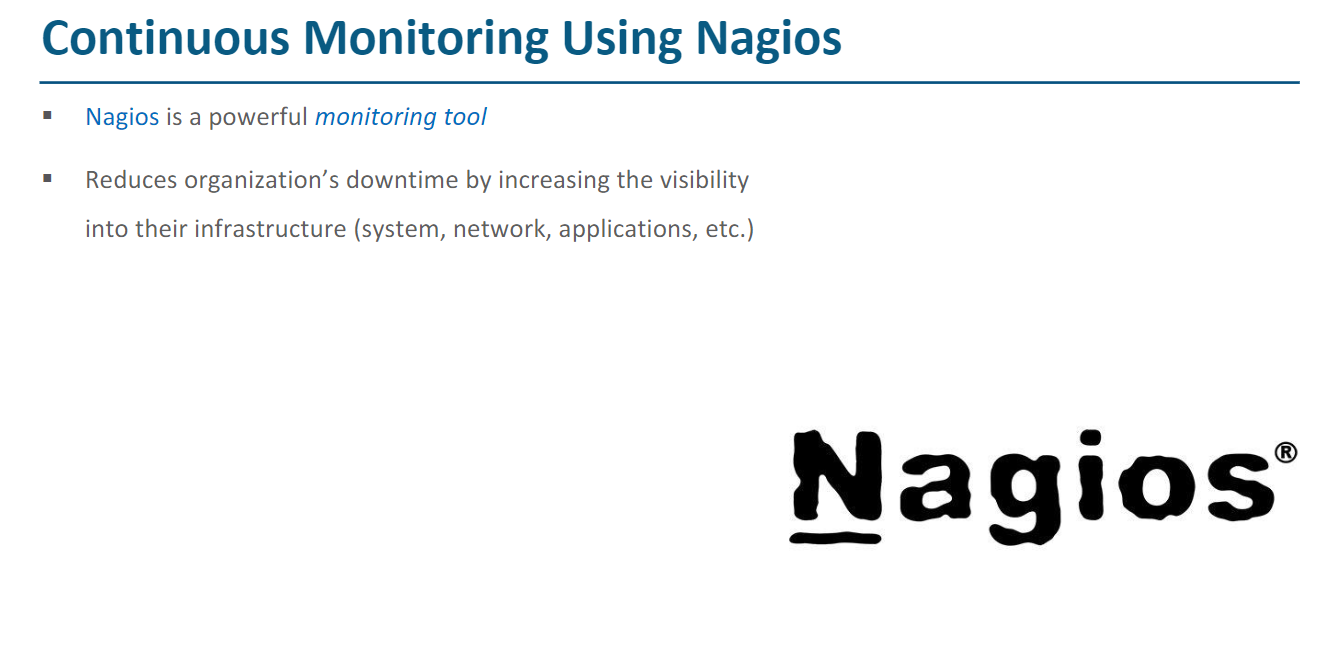 Continuous Monitoring Using Nagios
▪ Nagios is a powerful monitoring tool
▪ Reduces organization’s downtime by increasing the visibility
into their infrastructure (system, network, applications, etc.)
Nagios®